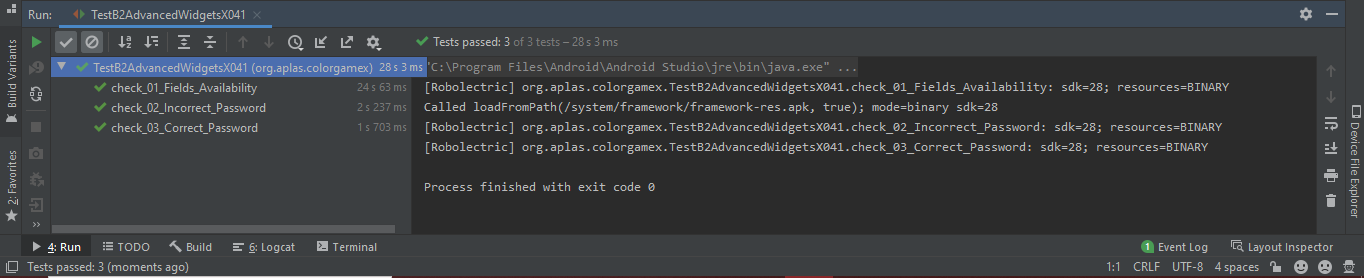 Run: TestB2AdvancedWidgetsX041
Tests passed: 3 of 3 tests – 28 s 3 ms
TestB2AdvancedWidgetsX041 (org.aplas.colorgamex) 28 s 3 ms
check_01_Fields_Availability 24 s 63 ms
check_02_Incorrect_Password 2 s 237 ms
check_03_Correct_Password 1 s 703 ms
"C:\Program Files\Android\Android Studio\jre\bin\java.exe" ...
[Robolectric] org.aplas.colorgamex.TestB2AdvancedWidgetsX041.check_01_Fields_Availability: sdk=28; resources=BINARY
Called loadFromPath(/system/framework/framework-res.apk, true); mode=binary sdk=28
[Robolectric] org.aplas.colorgamex.TestB2AdvancedWidgetsX041.check_02_Incorrect_Password: sdk=28; resources=BINARY
[Robolectric] org.aplas.colorgamex.TestB2AdvancedWidgetsX041.check_03_Correct_Password: sdk=28; resources=BINARY
Process finished with exit code 0
Build Variants
2: Favorites
Device File Explorer
4: Run TODO Build 6: Logcat Terminal 1 Event Log Layout Inspector
Tests passed: 3 (moments ago) 1:1 CRLF UTF-8 4 spaces